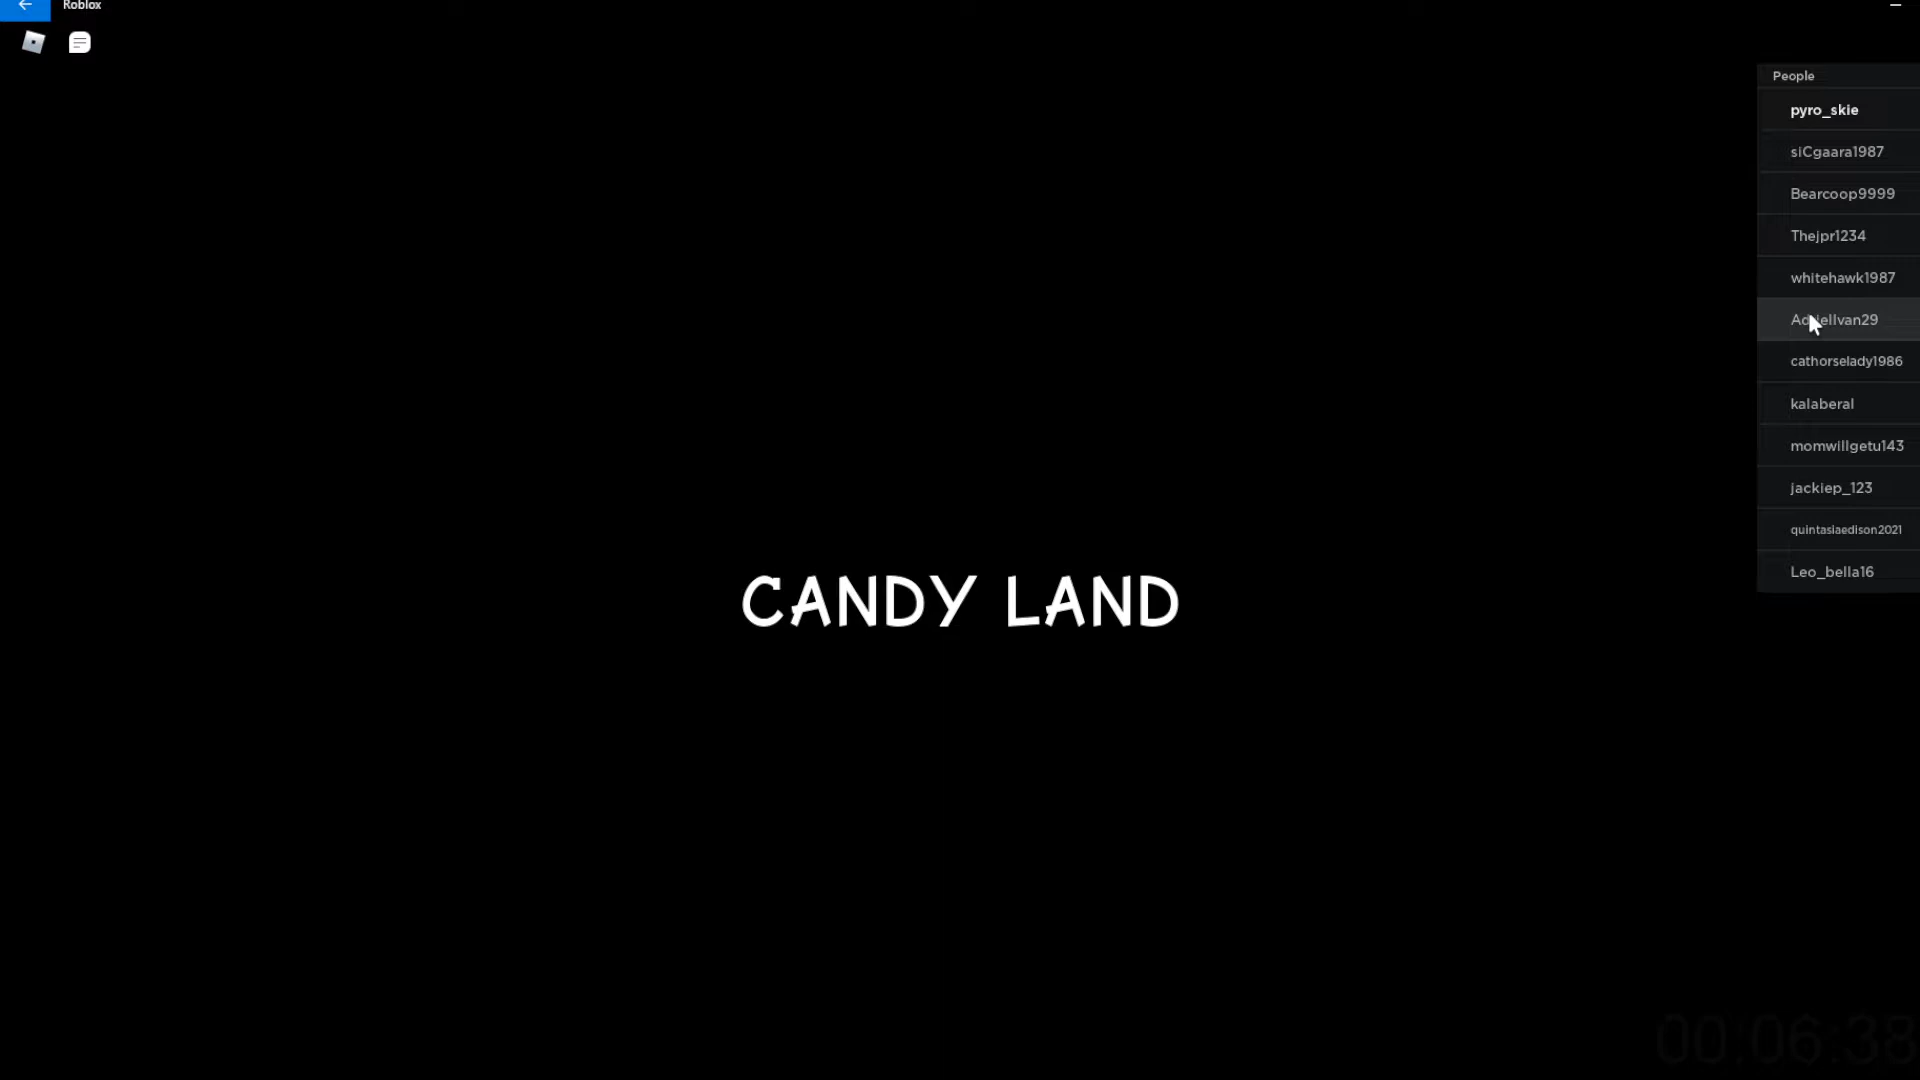 Roblox
People
pyro_skie
siCgaara1987
Bearcoop9999
Thejpr1234
whitehawk1987
cathorselady1986
kalaberal
momwillgetu143
jackiep_123
quintasiaedison2021
Leo_bella16
CANDY LAND
00:06:38